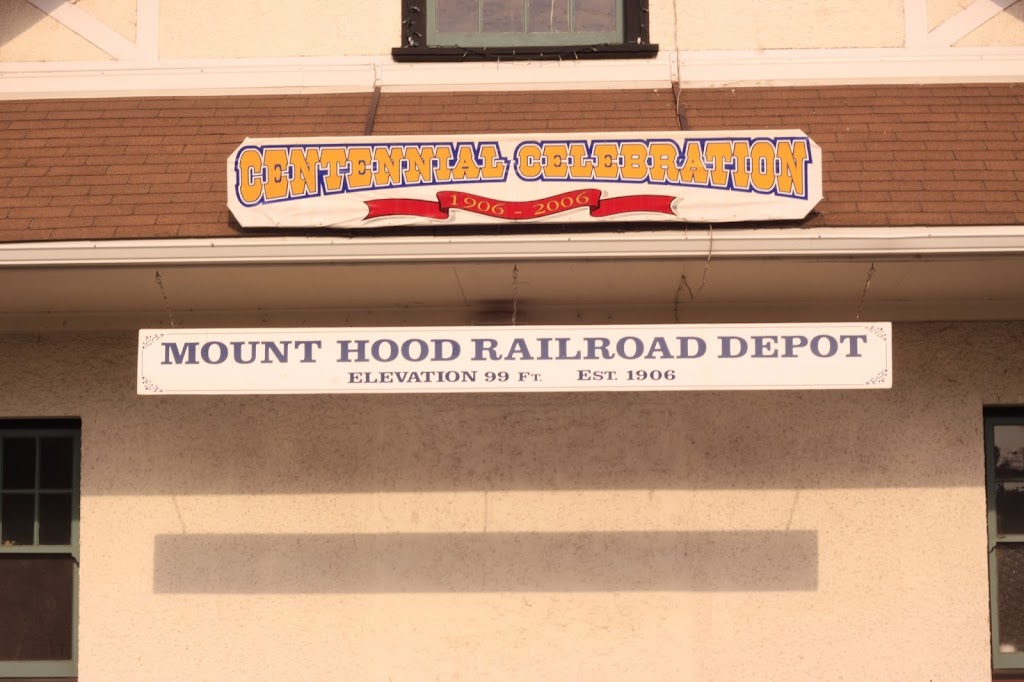 CENTENNIAL CELEBRATION
1906 - 2006
MOUNT HOOD RAILROAD DEPOT
ELEVATION 99 FT. EST. 1906